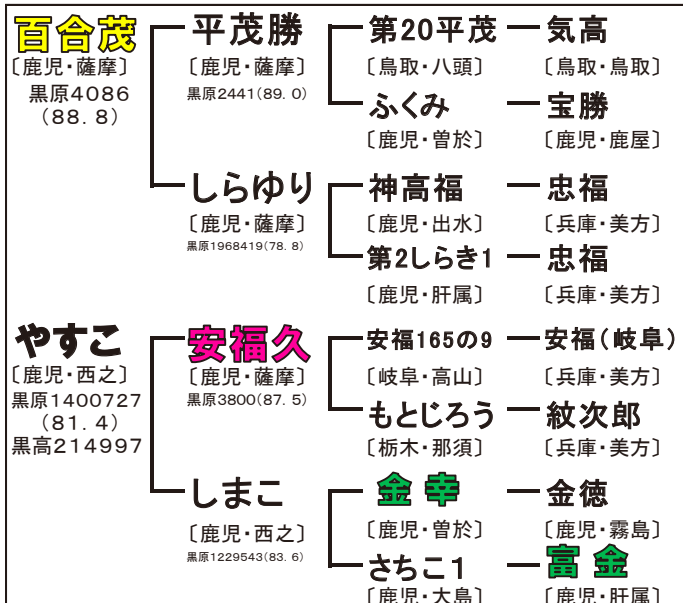 百合茂
〔鹿児・薩摩〕
黒原4086
(88. 8)
平茂勝
〔鹿児・薩摩〕
黒原2441(89. 0)
第20平茂
〔鳥取・八頭〕
気高
〔鳥取・鳥取〕
ふくみ
〔鹿児・曽於〕
宝勝
〔鹿児・鹿屋〕
しらゆり
〔鹿児・薩摩〕
黒原1968419(78. 8)
神高福
〔鹿児・出水〕
忠福
〔兵庫・美方〕
第2しらき1
〔鹿児・肝属〕
忠福
〔兵庫・美方〕
やすこ
〔鹿児・西之〕
黒原1400727
(81. 4)
黒高214997
安福久
〔鹿児・薩摩〕
黒原3800(87. 5)
安福165の9
〔岐阜・高山〕
安福(岐阜)
〔兵庫・美方〕
もとじろう
〔栃木・那須〕
紋次郎
〔兵庫・美方〕
しまこ
〔鹿児・西之〕
黒原1229543(83. 6)
金幸
〔鹿児・曽於〕
金徳
〔鹿児・霧島〕
さちこ1
〔鹿児・大島〕
富金
〔鹿児・肝属〕